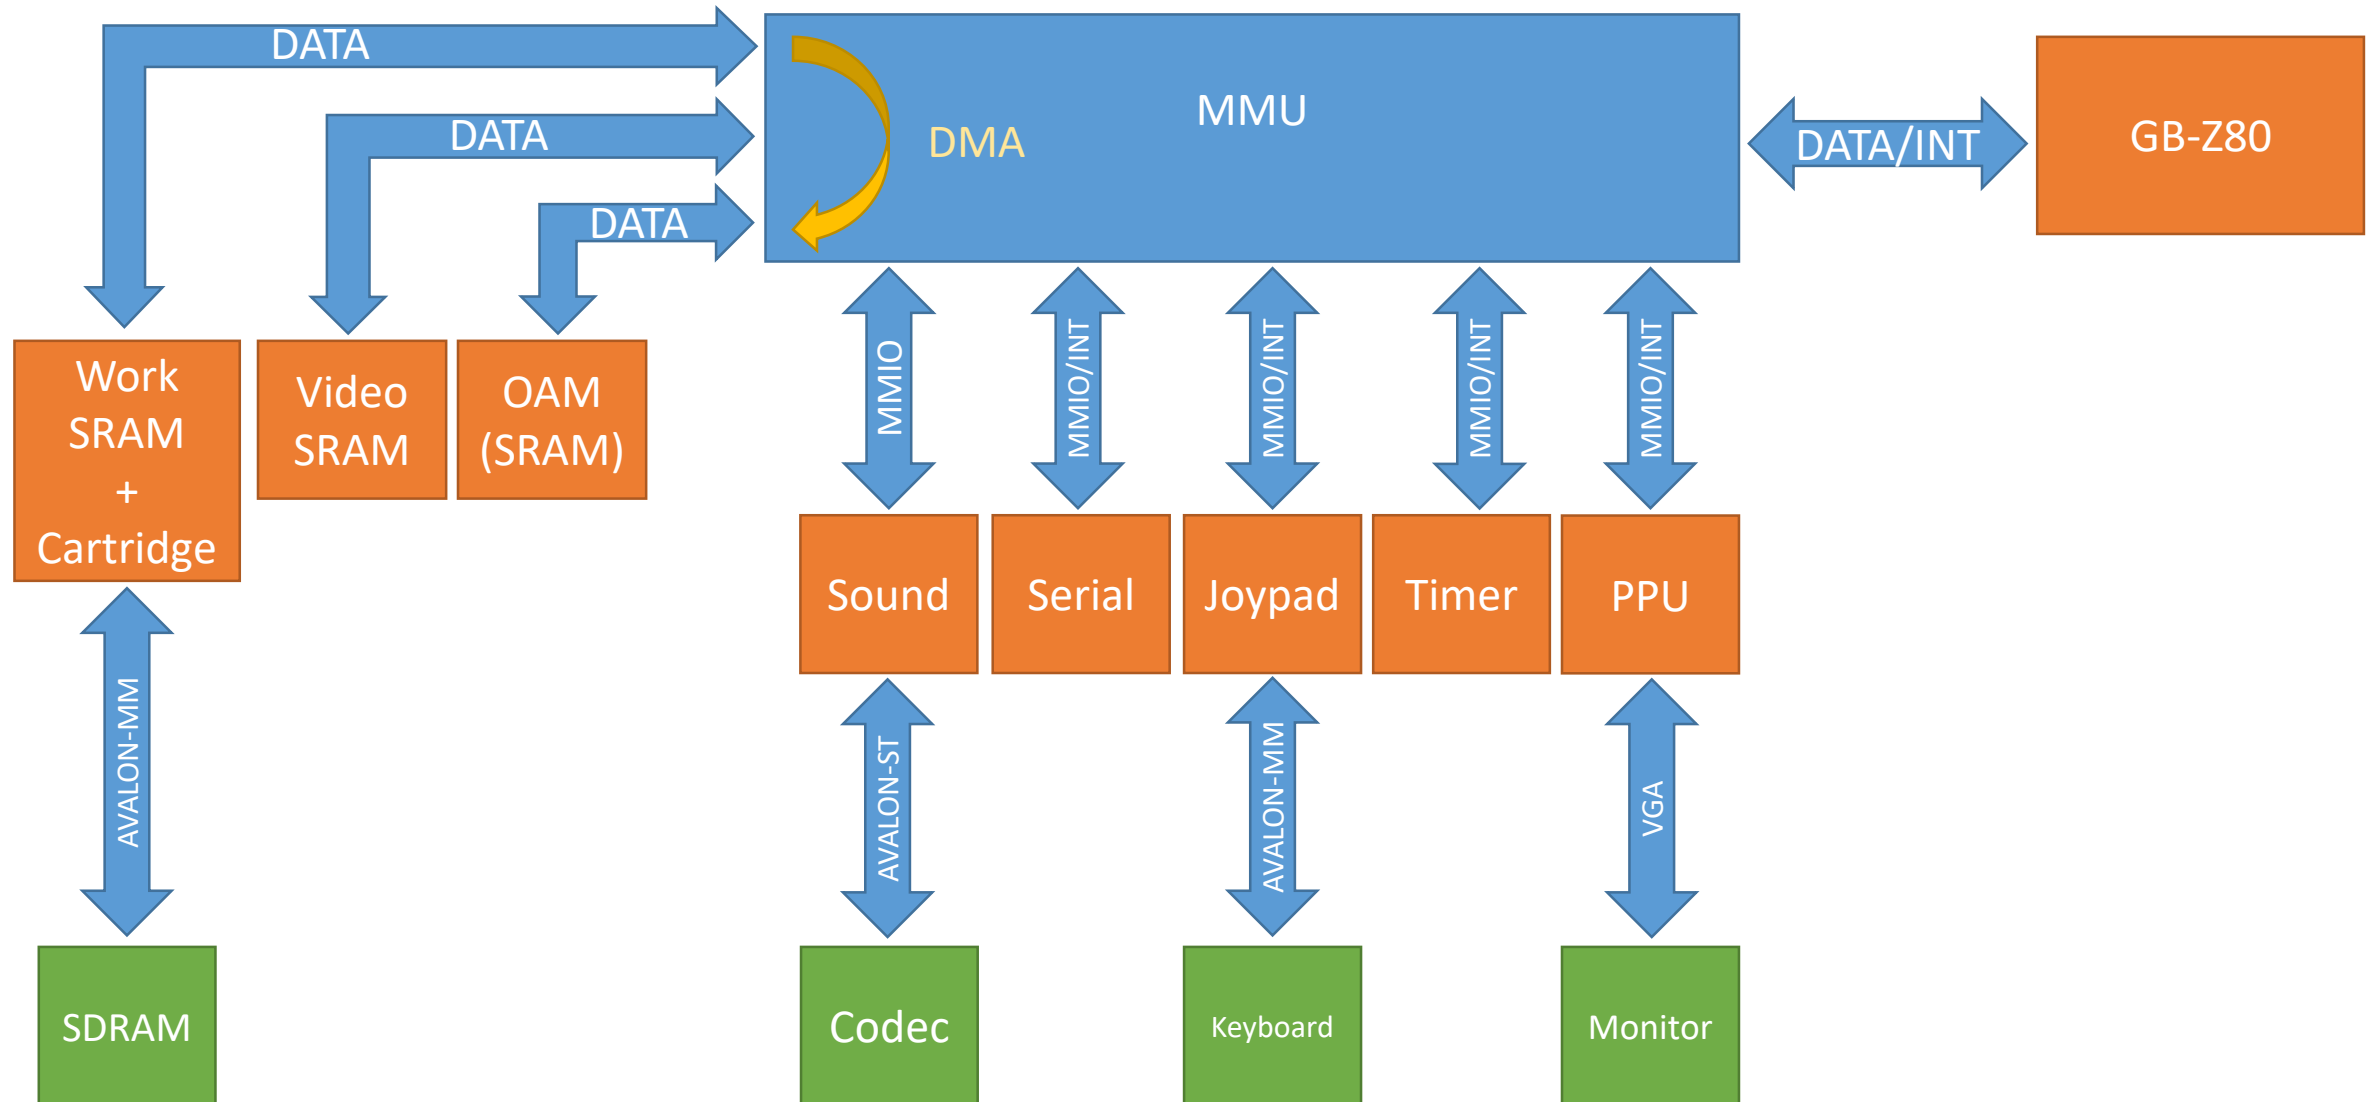 DATA
DATA
DATA
DMA
MMU
DATA/INT
GB-Z80
Work
SRAM
+
Cartridge
Video
SRAM
OAM
(SRAM)
MMIO
MMIO/INT
MMIO/INT
MMIO/INT
MMIO/INT
Sound
Serial
Joypad
Timer
PPU
AVALON-MM
AVALON-ST
AVALON-MM
VGA
SDRAM
Codec
Keyboard
Monitor